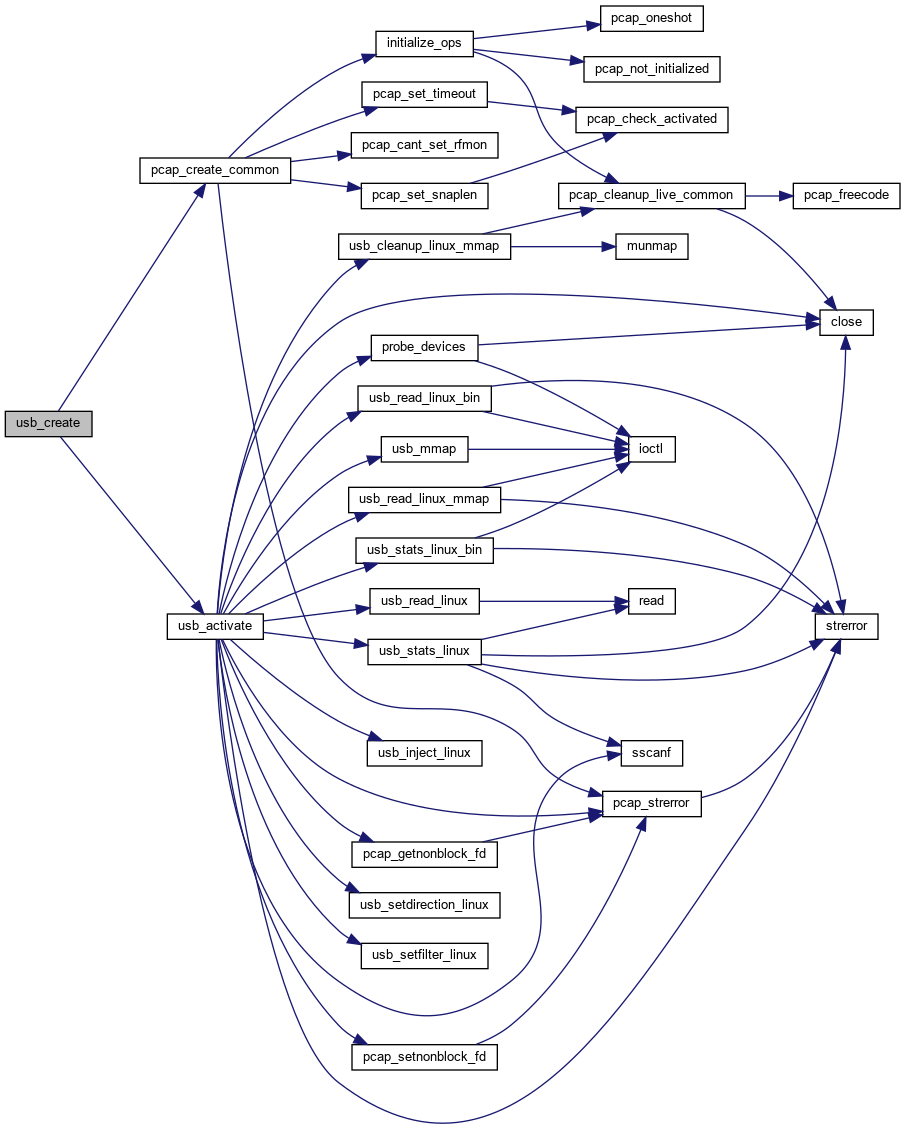 pcap_oneshot
initialize_ops
pcap_not_initialized
pcap_set_timeout
pcap_check_activated
pcap_cant_set_rfmon
pcap_create_common
pcap_set_snaplen
pcap_cleanup_live_common
pcap_freecode
usb_cleanup_linux_mmap
munmap
close
probe_devices
usb_read_linux_bin
usb_create
usb_mmap
ioctl
usb_read_linux_mmap
usb_stats_linux_bin
usb_read_linux
read
usb_activate
strerror
usb_stats_linux
usb_inject_linux
sscanf
pcap_strerror
pcap_getnonblock_fd
usb_setdirection_linux
usb_setfilter_linux
pcap_setnonblock_fd